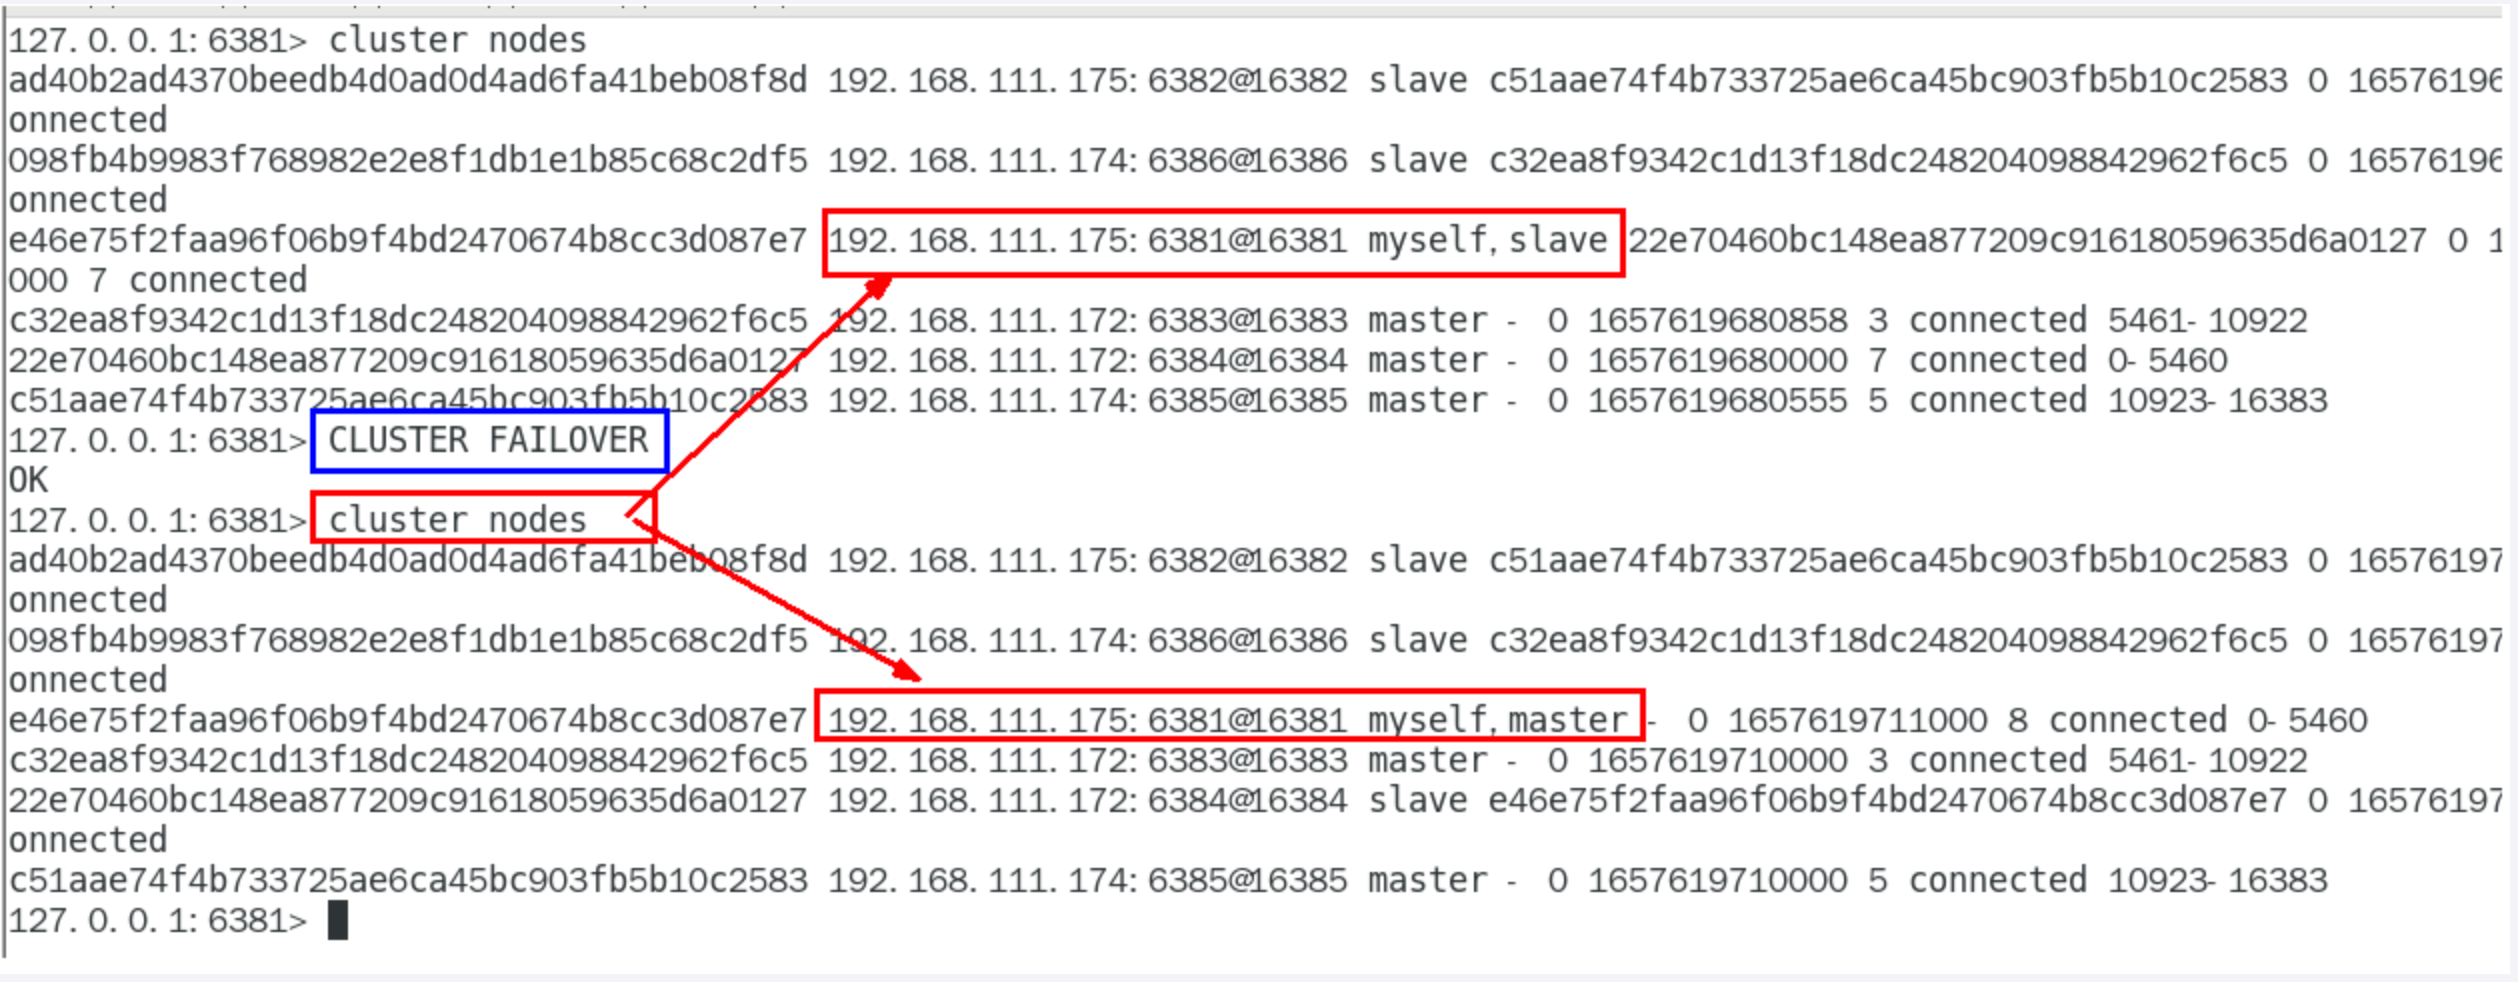 127.0.0.1:6381> cluster nodes
ad40b2ad4370beedb4d0ad0d4ad6fa41beb08f8d 192.168.111.175:6382@16382 slave c51aae74f4b733725ae6ca45bc903fb5b10c2583 0 16576196
onnected
098fb4b9983f768982e2e8f1db1e1b85c68c2df5 192.168.111.174:6386@16386 slave c32ea8f9342c1d13f18dc248204098842962f6c5 0 16576196
onnected
e46e75f2faa96f06b9f4bd2470674b8cc3d087e7 192.168.111.175:6381@16381 myself,slave 22e70460bc148ea877209c91618059635d6a0127 0 1
000 7 connected
c32ea8f9342c1d13f18dc248204098842962f6c5 192.168.111.172:6383@16383 master - 0 1657619680858 3 connected 5461-10922
22e70460bc148ea877209c91618059635d6a0127 192.168.111.172:6384@16384 master - 0 1657619680000 7 connected 0-5460
c51aae74f4b733725ae6ca45bc903fb5b10c2583 192.168.111.174:6385@16385 master - 0 1657619680555 5 connected 10923-16383
127.0.0.1:6381> CLUSTER FAILOVER
OK
127.0.0.1:6381> cluster nodes
ad40b2ad4370beedb4d0ad0d4ad6fa41beb08f8d 192.168.111.175:6382@16382 slave c51aae74f4b733725ae6ca45bc903fb5b10c2583 0 16576197
onnected
098fb4b9983f768982e2e8f1db1e1b85c68c2df5 192.168.111.174:6386@16386 slave c32ea8f9342c1d13f18dc248204098842962f6c5 0 16576197
onnected
e46e75f2faa96f06b9f4bd2470674b8cc3d087e7 192.168.111.175:6381@16381 myself,master - 0 1657619711000 8 connected 0-5460
c32ea8f9342c1d13f18dc248204098842962f6c5 192.168.111.172:6383@16383 master - 0 1657619710000 3 connected 5461-10922
22e70460bc148ea877209c91618059635d6a0127 192.168.111.172:6384@16384 slave e46e75f2faa96f06b9f4bd2470674b8cc3d087e7 0 16576197
onnected
c51aae74f4b733725ae6ca45bc903fb5b10c2583 192.168.111.174:6385@16385 master - 0 1657619710000 5 connected 10923-16383
127.0.0.1:6381>